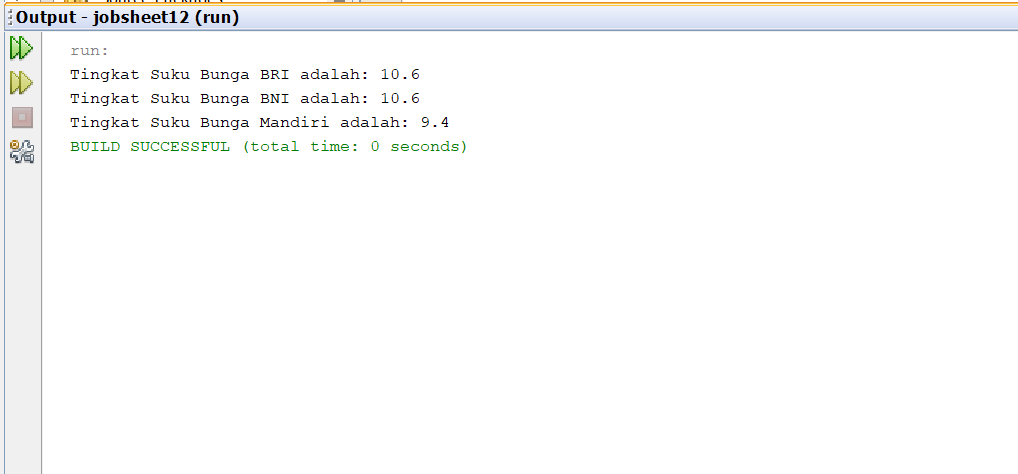 Output - jobsheet12 (run)
run:
Tingkat Suku Bunga BRI adalah: 10.6
Tingkat Suku Bunga BNI adalah: 10.6
Tingkat Suku Bunga Mandiri adalah: 9.4
BUILD SUCCESSFUL (total time: 0 seconds)